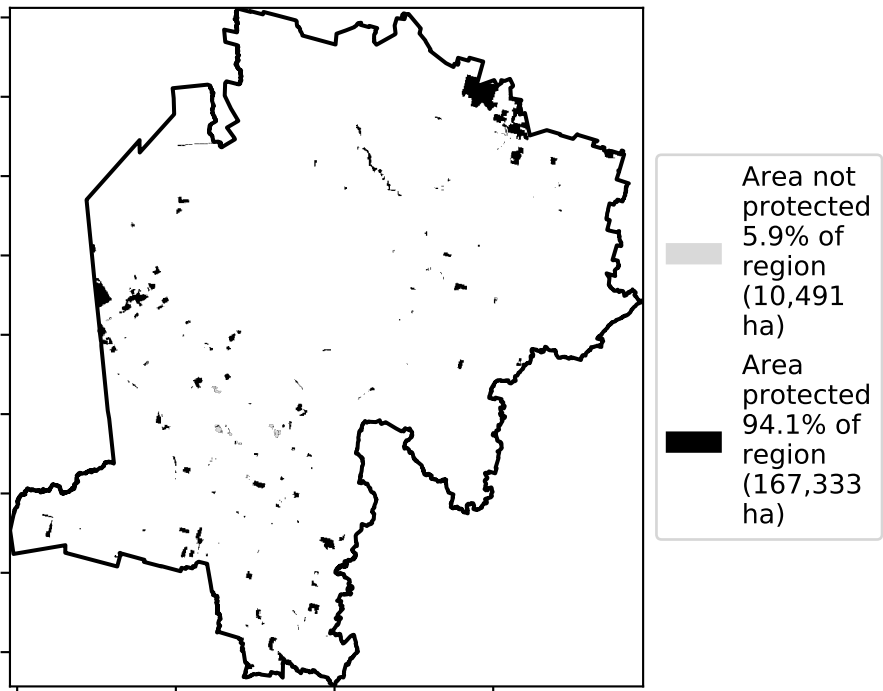 Area not
protected
5.9% of
region
(10,491
ha)
Area
protected
94.1% of
region
(167,333
ha)